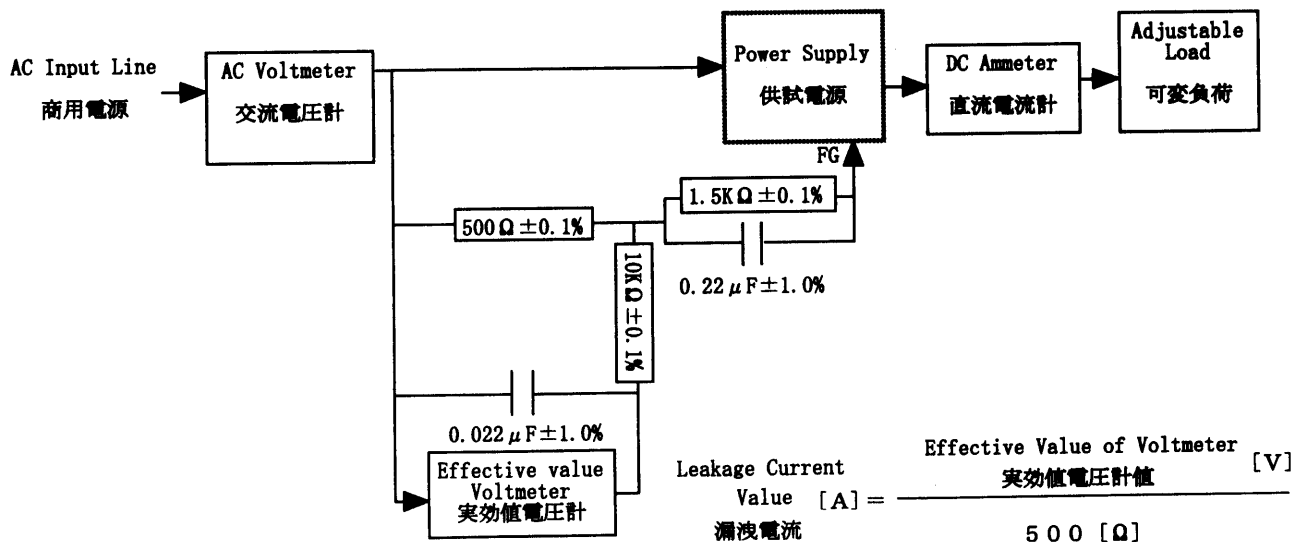 AC Input Line
商用電源
AC Voltmeter
交流電圧計
Power Supply
供試電源
DC Ammeter
直流電流計
Adjustable
Load
可変負荷
FG
1.5KΩ±0.1%
500Ω±0.1%
10KΩ±0.1%
0.22μF±1.0%
0.022μF±1.0%
Effective value
Voltmeter
実効値電圧計
Leakage Current
Value [A] =
漏洩電流
Effective Value of Voltmeter [V]
実効値電圧計値
500 [Ω]